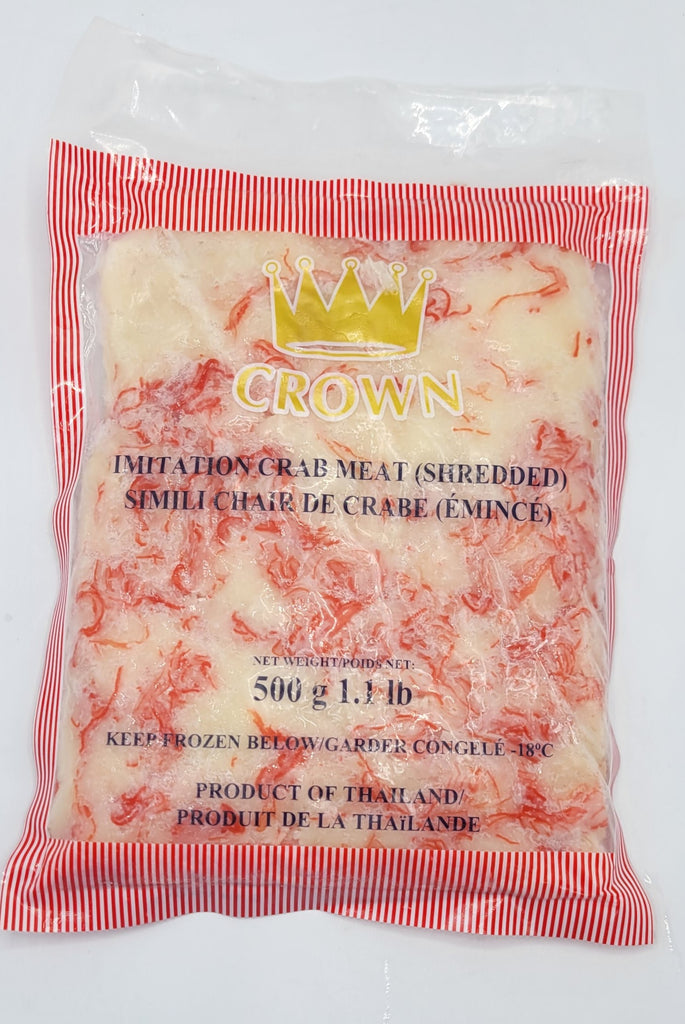 CROWN
IMITATION CRAB MEAT (SHREDDED)
SIMILI CHAIR DE CRABE (ÉMINCÉ)
NET WEIGHT/POIDS NET:
500 g 1.1 lb
KEEP FROZEN BELOW/GARDER CONGELÉ -18ºC
PRODUCT OF THAILAND/
PRODUIT DE LA THAïLANDE